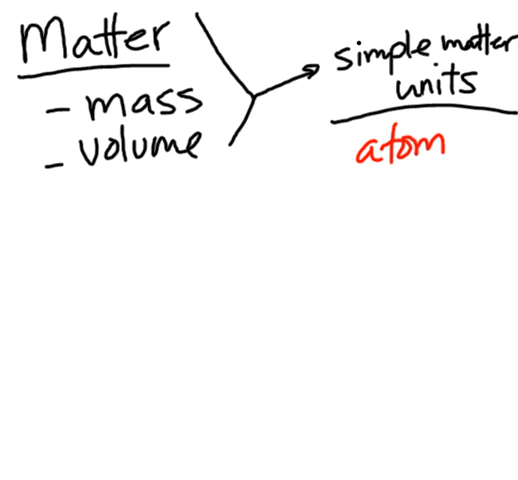 Matter
- mass
- volume
simple matter
units
atom